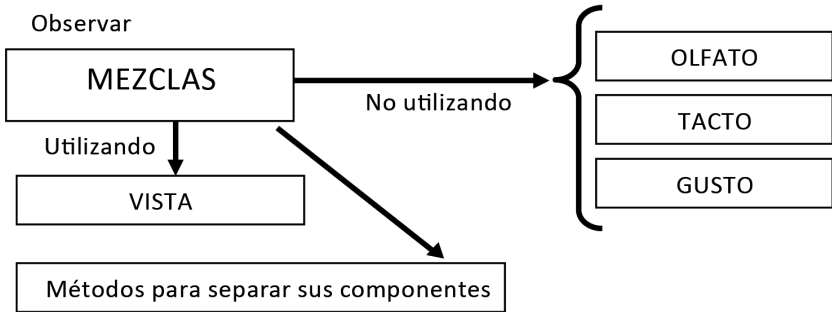 Observar
MEZCLAS
No utilizando
OLFATO
TACTO
GUSTO
Utilizando
VISTA
Métodos para separar sus componentes